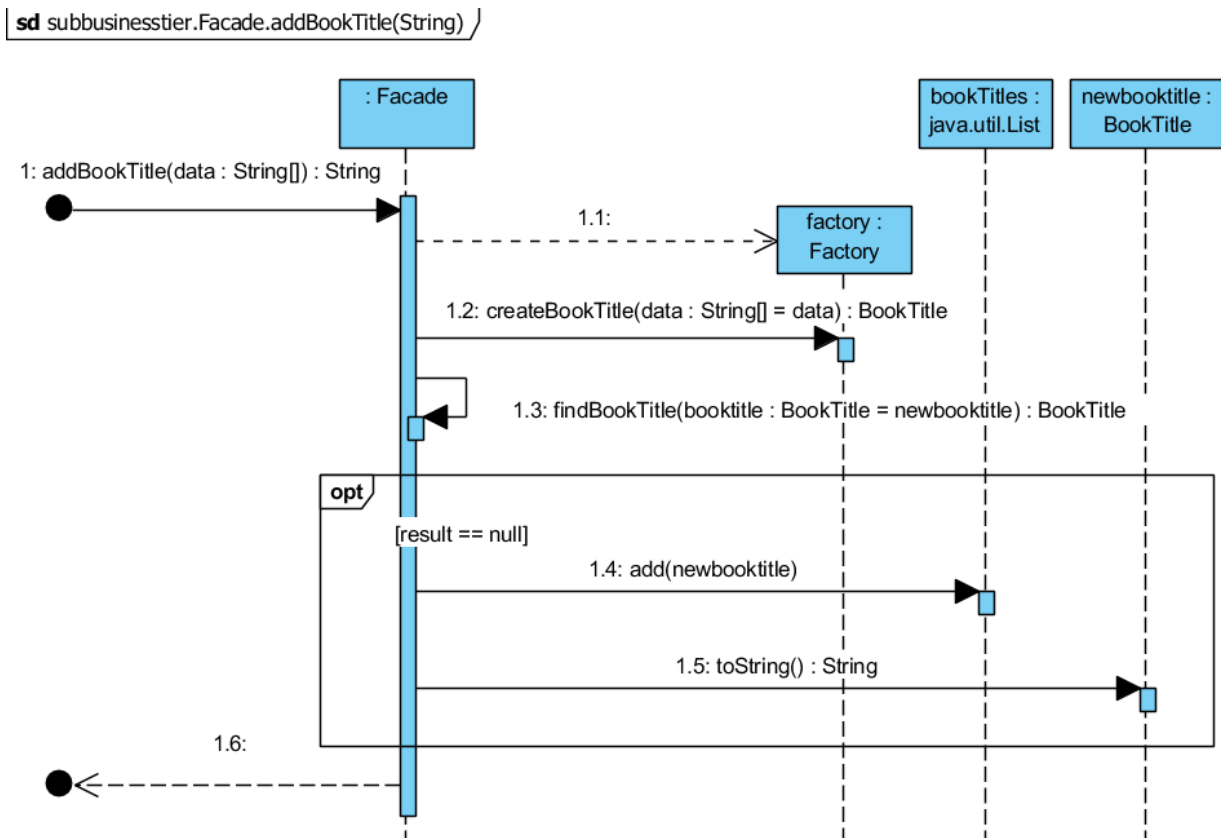 sd subbusinesstier.Facade.addBookTitle(String)
: Facade
bookTitles :
java.util.List
newbooktitle :
BookTitle
1: addBookTitle(data : String[]) : String
1.1:
factory :
Factory
1.2: createBookTitle(data : String[] = data) : BookTitle
1.3: findBookTitle(booktitle : BookTitle = newbooktitle) : BookTitle
opt
[result == null]
1.4: add(newbooktitle)
1.5: toString() : String
1.6: